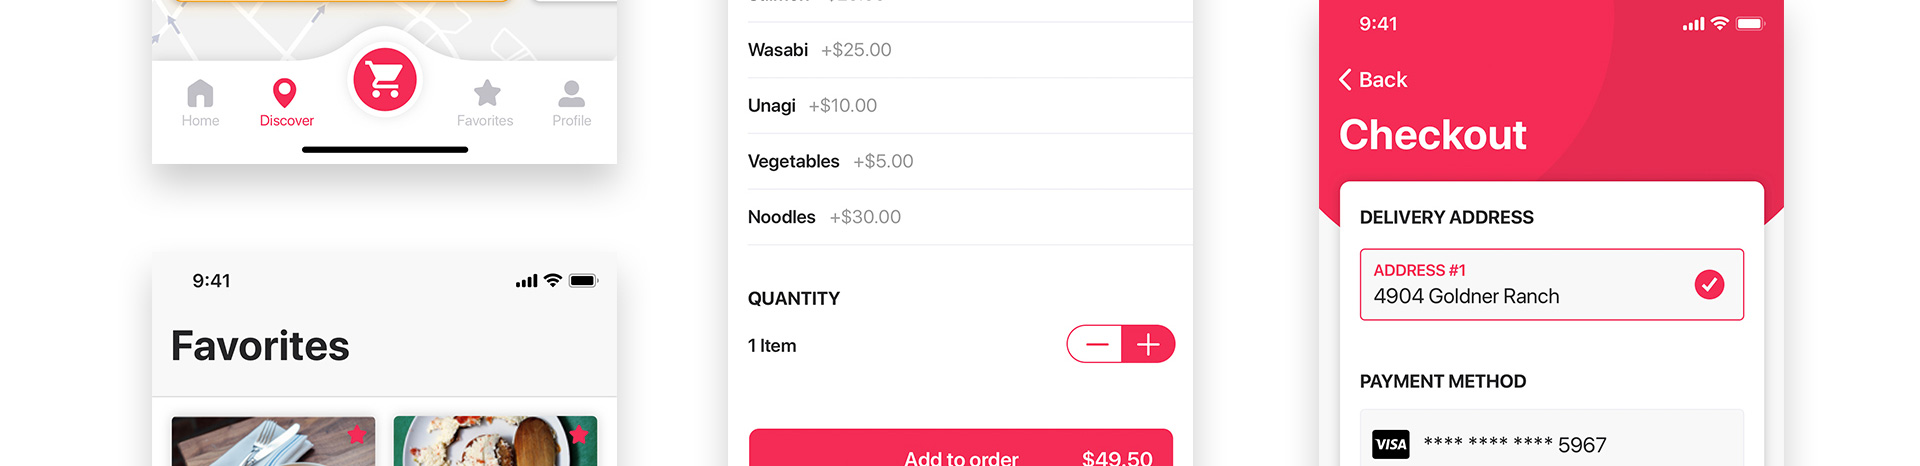 Home
Discover
Favorites
Profile
9:41
Favorites
Wasabi +$25.00
Unagi +$10.00
Vegetables +$5.00
Noodles +$30.00
QUANTITY
1 Item
Add to order $49.50
9:41
Back
Checkout
DELIVERY ADDRESS
ADDRESS #1
4904 Goldner Ranch
PAYMENT METHOD
VISA **** **** **** 5967